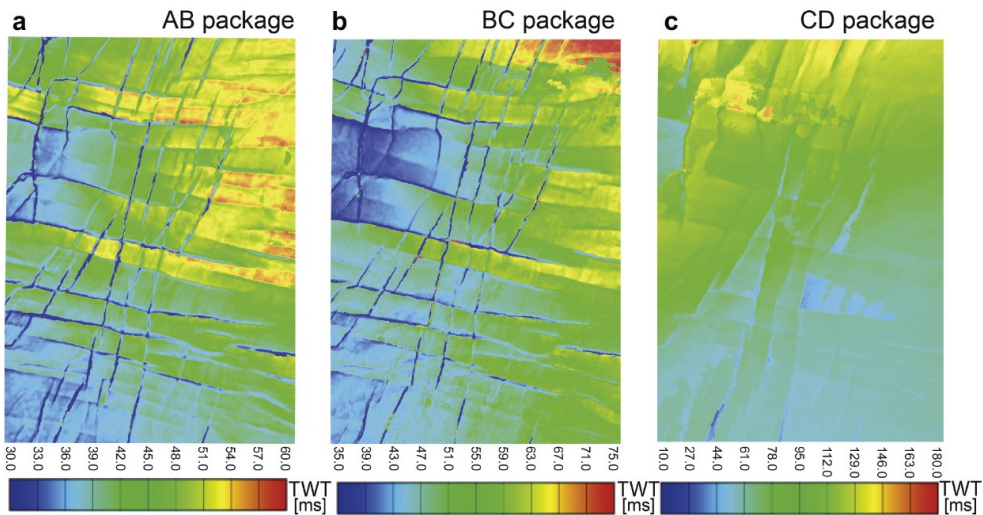 a AB package
b BC package
c CD package
30.0 33.0 36.0 39.0 42.0 45.0 48.0 51.0 54.0 57.0 60.0
TWT
[ms]
35.0 39.0 43.0 47.0 51.0 55.0 59.0 63.0 67.0 71.0 75.0
TWT
[ms]
10.0 27.0 44.0 61.0 78.0 95.0 112.0 129.0 146.0 163.0 180.0
TWT
[ms]